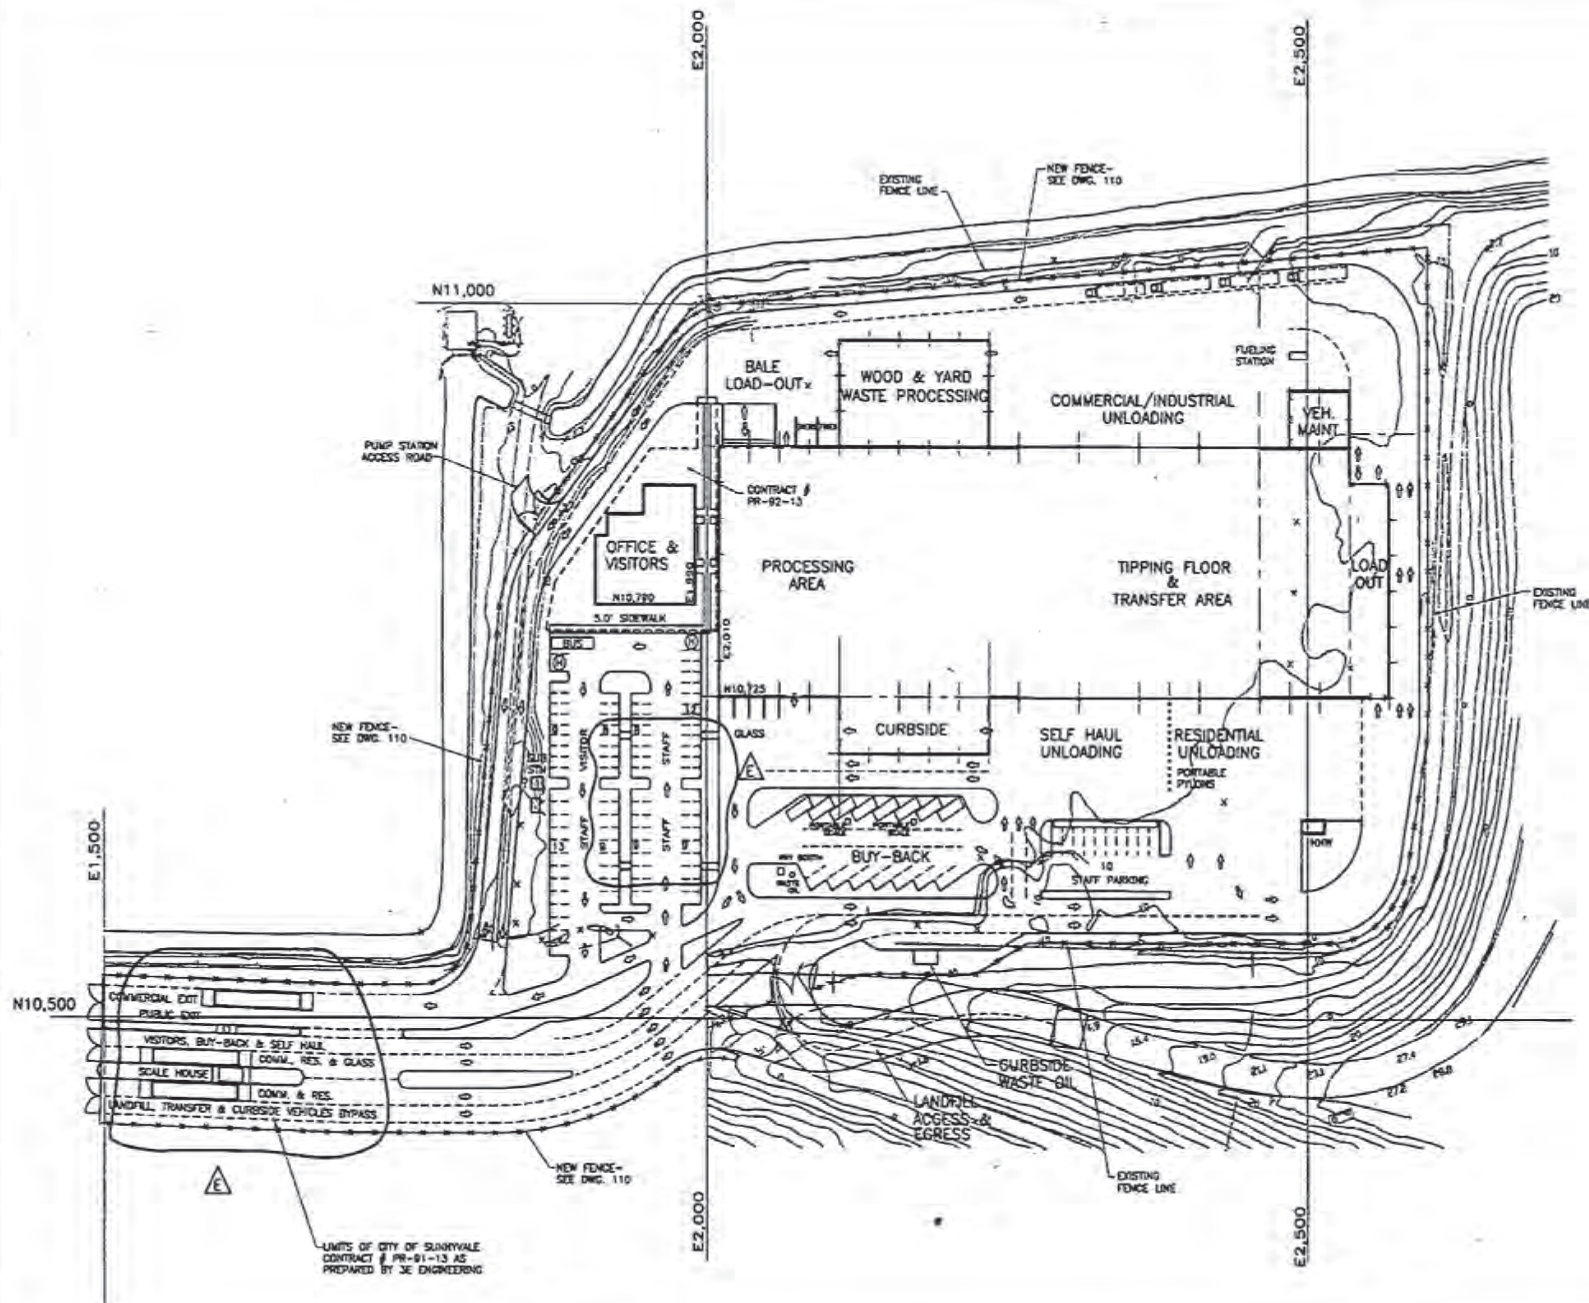 E2,000
E2,500
EXISTING
FENCE LINE
NEW FENCE-
SEE DWG. 110
N11,000
BALE
LOAD-OUT
WOOD & YARD
WASTE PROCESSING
FUELING
STATION
COMMERCIAL/INDUSTRIAL
UNLOADING
VEH.
MAINT
PUMP STATION
ACCESS ROAD
CONTRACT #
PR-92-13
OFFICE &
VISITORS
N10,790
E1,990
PROCESSING
AREA
TIPPING FLOOR
&
TRANSFER AREA
LOAD
OUT
EXISTING
FENCE LINE
5.0' SIDEWALK
BUS
H
H
E2,010
N10,725
NEW FENCE-
SEE DWG. 110
VISITOR
STAFF
GLASS
CURBSIDE
SELF HAUL
UNLOADING
RESIDENTIAL
UNLOADING
PORTABLE
PYLONS
E
STAFF
STAFF
BUY-BACK
10
STAFF PARKING
HHW
E1,500
N10,500
COMMERCIAL EXIT
PUBLIC EXIT
VISITORS, BUY-BACK & SELF HAUL
COMM., RES. & GLASS
SCALE HOUSE
COMM. & RES.
LANDFILL, TRANSFER & CURBSIDE VEHICLES BYPASS
CURBSIDE
WASTE OIL
LANDFILL
ACCESS &
EGRESS
27.4
27.2
E
NEW FENCE-
SEE DWG. 110
EXISTING
FENCE LINE
LIMITS OF CITY OF SUNNYVALE
CONTRACT # PR-91-13 AS
PREPARED BY 3E ENGINEERING
E2,000
E2,500